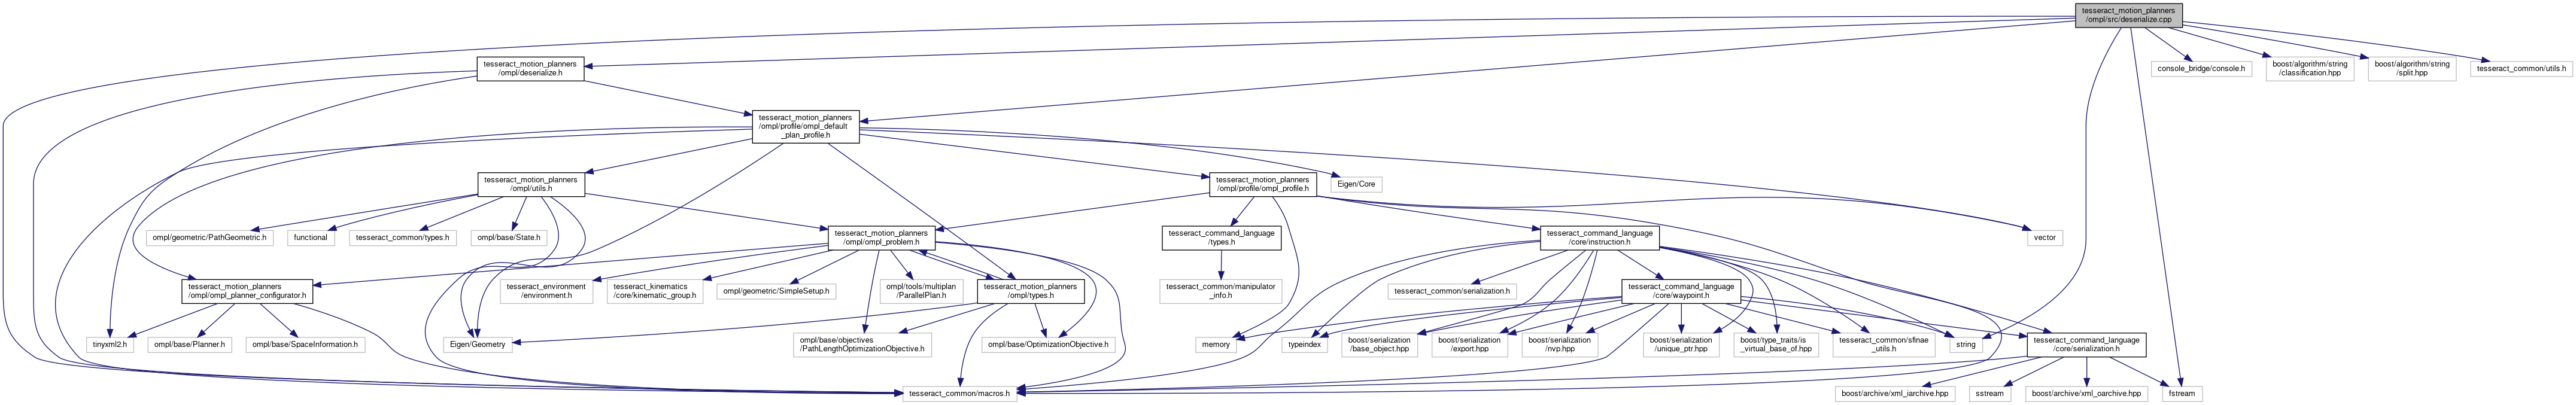 tesseract_motion_planners
/ompl/src/deserialize.cpp
tesseract_motion_planners
/ompl/deserialize.h
console_bridge/console.h
boost/algorithm/string
/classification.hpp
boost/algorithm/string
/split.hpp
tesseract_common/utils.h
tesseract_motion_planners
/ompl/profile/ompl_default
_plan_profile.h
tesseract_motion_planners
/ompl/utils.h
tesseract_motion_planners
/ompl/profile/ompl_profile.h
Eigen/Core
ompl/geometric/PathGeometric.h
functional
tesseract_common/types.h
ompl/base/State.h
tesseract_motion_planners
/ompl/ompl_problem.h
tesseract_command_language
/types.h
tesseract_command_language
/core/instruction.h
vector
tesseract_motion_planners
/ompl/ompl_planner_configurator.h
tesseract_environment
/environment.h
tesseract_kinematics
/core/kinematic_group.h
ompl/geometric/SimpleSetup.h
ompl/tools/multiplan
/ParallelPlan.h
tesseract_motion_planners
/ompl/types.h
tesseract_common/manipulator
_info.h
tesseract_common/serialization.h
tesseract_command_language
/core/waypoint.h
tinyxml2.h
ompl/base/Planner.h
ompl/base/SpaceInformation.h
Eigen/Geometry
ompl/base/objectives
/PathLengthOptimizationObjective.h
ompl/base/OptimizationObjective.h
memory
typeindex
boost/serialization
/base_object.hpp
boost/serialization
/export.hpp
boost/serialization
/nvp.hpp
boost/serialization
/unique_ptr.hpp
boost/type_traits/is
_virtual_base_of.hpp
tesseract_common/sfinae
_utils.h
string
tesseract_command_language
/core/serialization.h
tesseract_common/macros.h
boost/archive/xml_iarchive.hpp
sstream
boost/archive/xml_oarchive.hpp
fstream